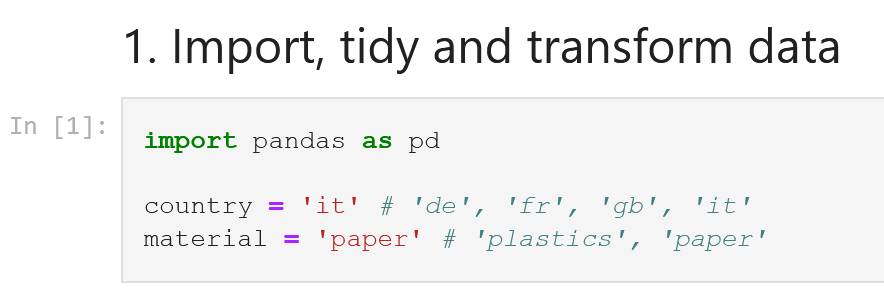 1. Import, tidy and transform data
In [1]:
import pandas as pd
country = 'it' # 'de', 'fr', 'gb', 'it'
material = 'paper' # 'plastics', 'paper'